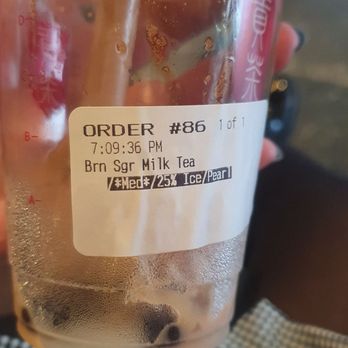 ORDER #86 1 of 1
7:09:36 PM
Brn Sgr Milk Tea
/*Med*/25% Ice/Pearl
B-
A-